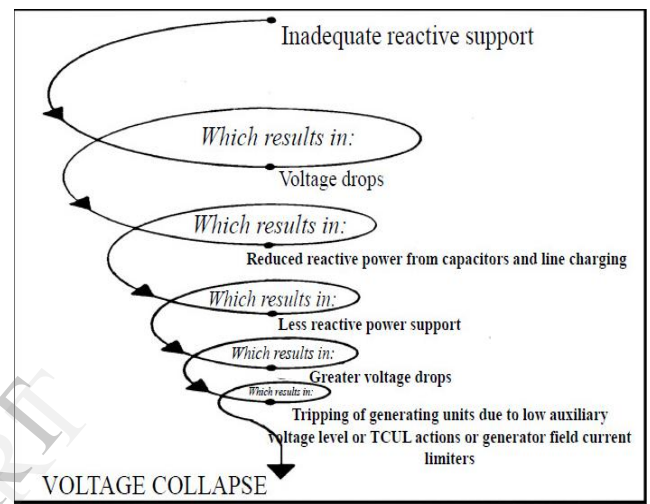 Inadequate reactive support
Which results in:
Voltage drops
Which results in:
Reduced reactive power from capacitors and line charging
Which results in:
Less reactive power support
Which results in:
Greater voltage drops
Which results in:
Tripping of generating units due to low auxiliary
voltage level or TCUL actions or generator field current
limiters
VOLTAGE COLLAPSE